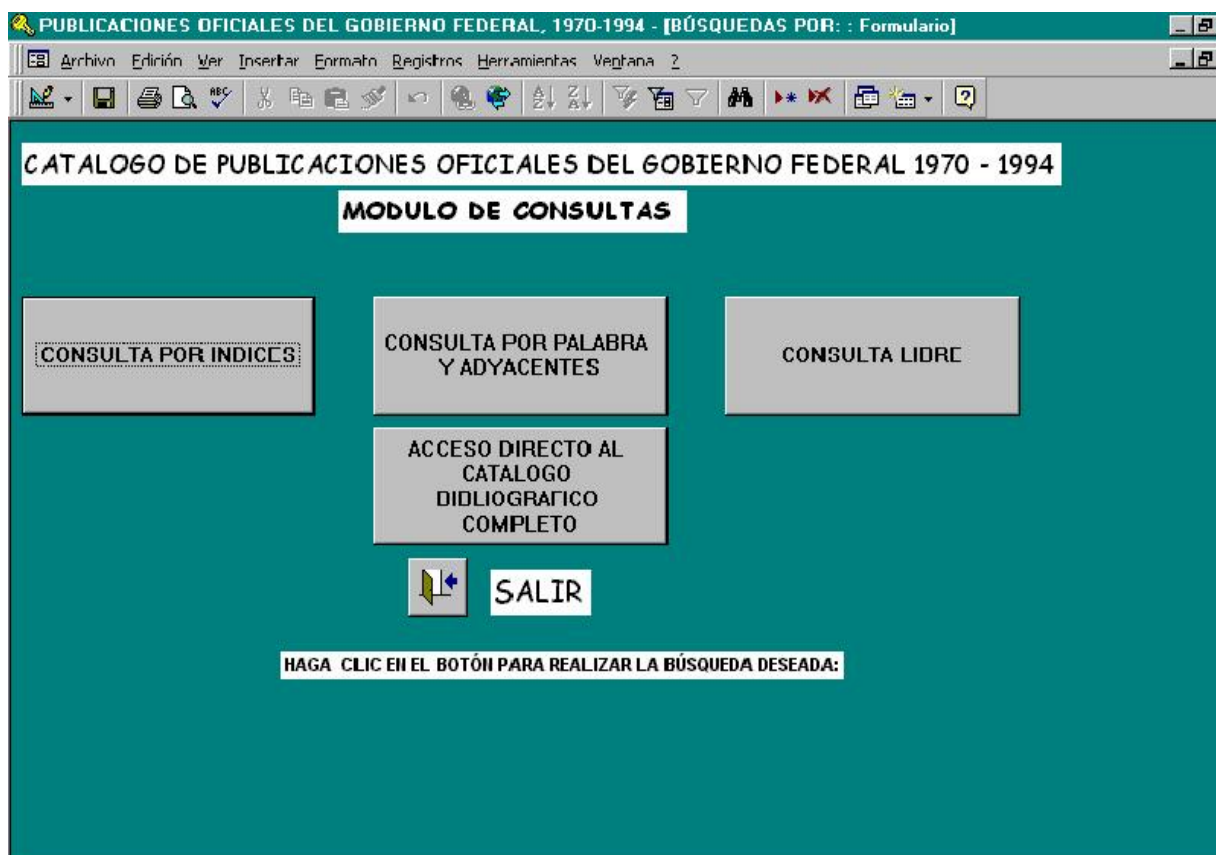 PUBLICACIONES OFICIALES DEL GOBIERNO FEDERAL, 1970-1994 - [BÚSQUEDAS POR: : Formulario]
Archivo Edición Ver Insertar Formato Registros Herramientas Ventana ?
CATALOGO DE PUBLICACIONES OFICIALES DEL GOBIERNO FEDERAL 1970 - 1994
MODULO DE CONSULTAS
CONSULTA POR INDICES
CONSULTA POR PALABRA
Y ADYACENTES
CONSULTA LIBRE
ACCESO DIRECTO AL
CATALOGO
BIBLIOGRAFICO
COMPLETO
SALIR
HAGA CLIC EN EL BOTÓN PARA REALIZAR LA BÚSQUEDA DESEADA: